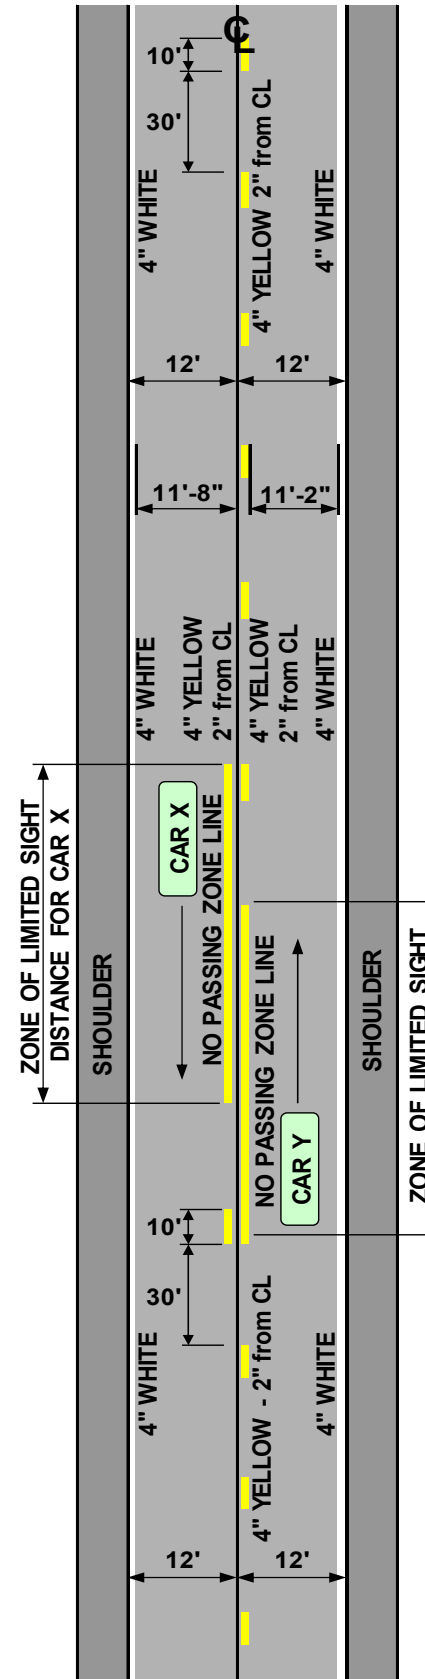 ℄
10'
30'
4" WHITE
4" YELLOW 2" from CL
4" WHITE
12'
12'
11'-8"
11'-2"
4" WHITE
4" YELLOW
2" from CL
4" YELLOW
2" from CL
4" WHITE
ZONE OF LIMITED SIGHT
DISTANCE FOR CAR X
CAR X
NO PASSING ZONE LINE
SHOULDER
NO PASSING ZONE LINE
CAR Y
SHOULDER
ZONE OF LIMITED SIGHT
10'
30'
4" WHITE
4" YELLOW - 2" from CL
4" WHITE
12'
12'